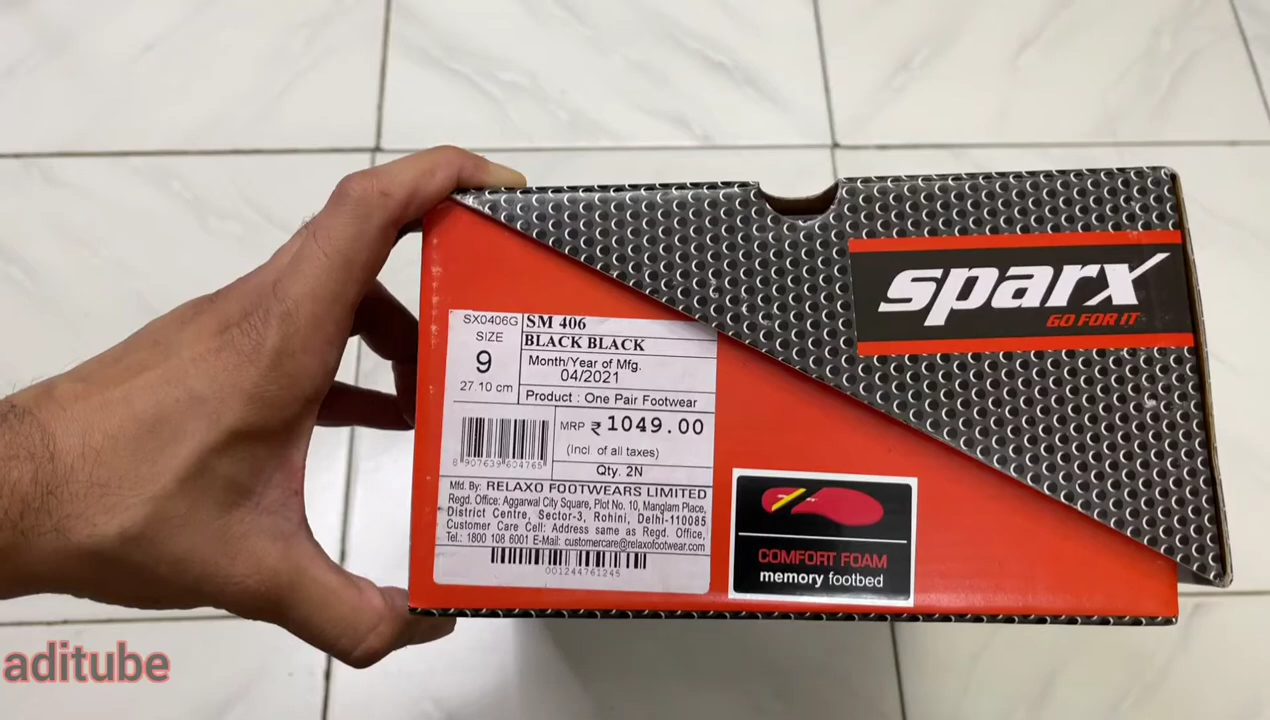 sparx
GO FOR IT
SX0406G
SIZE
9
27.10 cm
SM 406
BLACK BLACK
Month/Year of Mfg.
04/2021
Product : One Pair Footwear
MRP ₹ 1049.00
(Incl. of all taxes)
Qty. 2N
8 907639 604765
Mfd. By: RELAXO FOOTWEARS LIMITED
Regd. Office: Aggarwal City Square, Plot No. 10, Manglam Place,
District Centre, Sector-3, Rohini, Delhi-110085
Customer Care Cell: Address same as Regd. Office,
Tel.: 1800 108 6001 E-Mail: customercare@relaxofootwear.com
001244761245
COMFORT FOAM
memory footbed
aditube